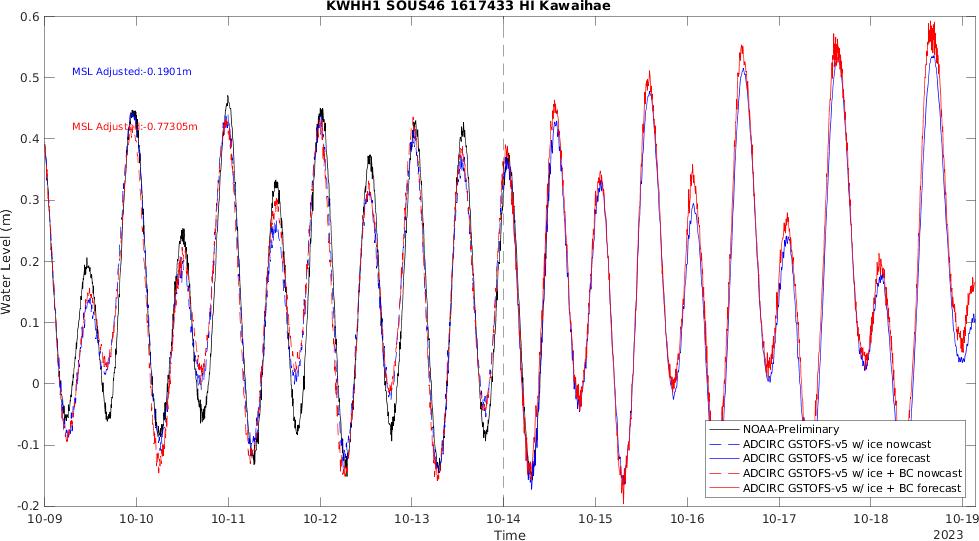 KWHH1 SOUS46 1617433 HI Kawaihae
0.6
0.5
0.4
0.3
0.2
0.1
0
-0.1
-0.2
Water Level (m)
MSL Adjusted:-0.1901m
MSL Adjusted:-0.77305m
NOAA-Preliminary
ADCIRC GSTOFS-v5 w/ ice nowcast
ADCIRC GSTOFS-v5 w/ ice forecast
ADCIRC GSTOFS-v5 w/ ice + BC nowcast
ADCIRC GSTOFS-v5 w/ ice + BC forecast
10-09 10-10 10-11 10-12 10-13 10-14 10-15 10-16 10-17 10-18 10-19
Time
2023